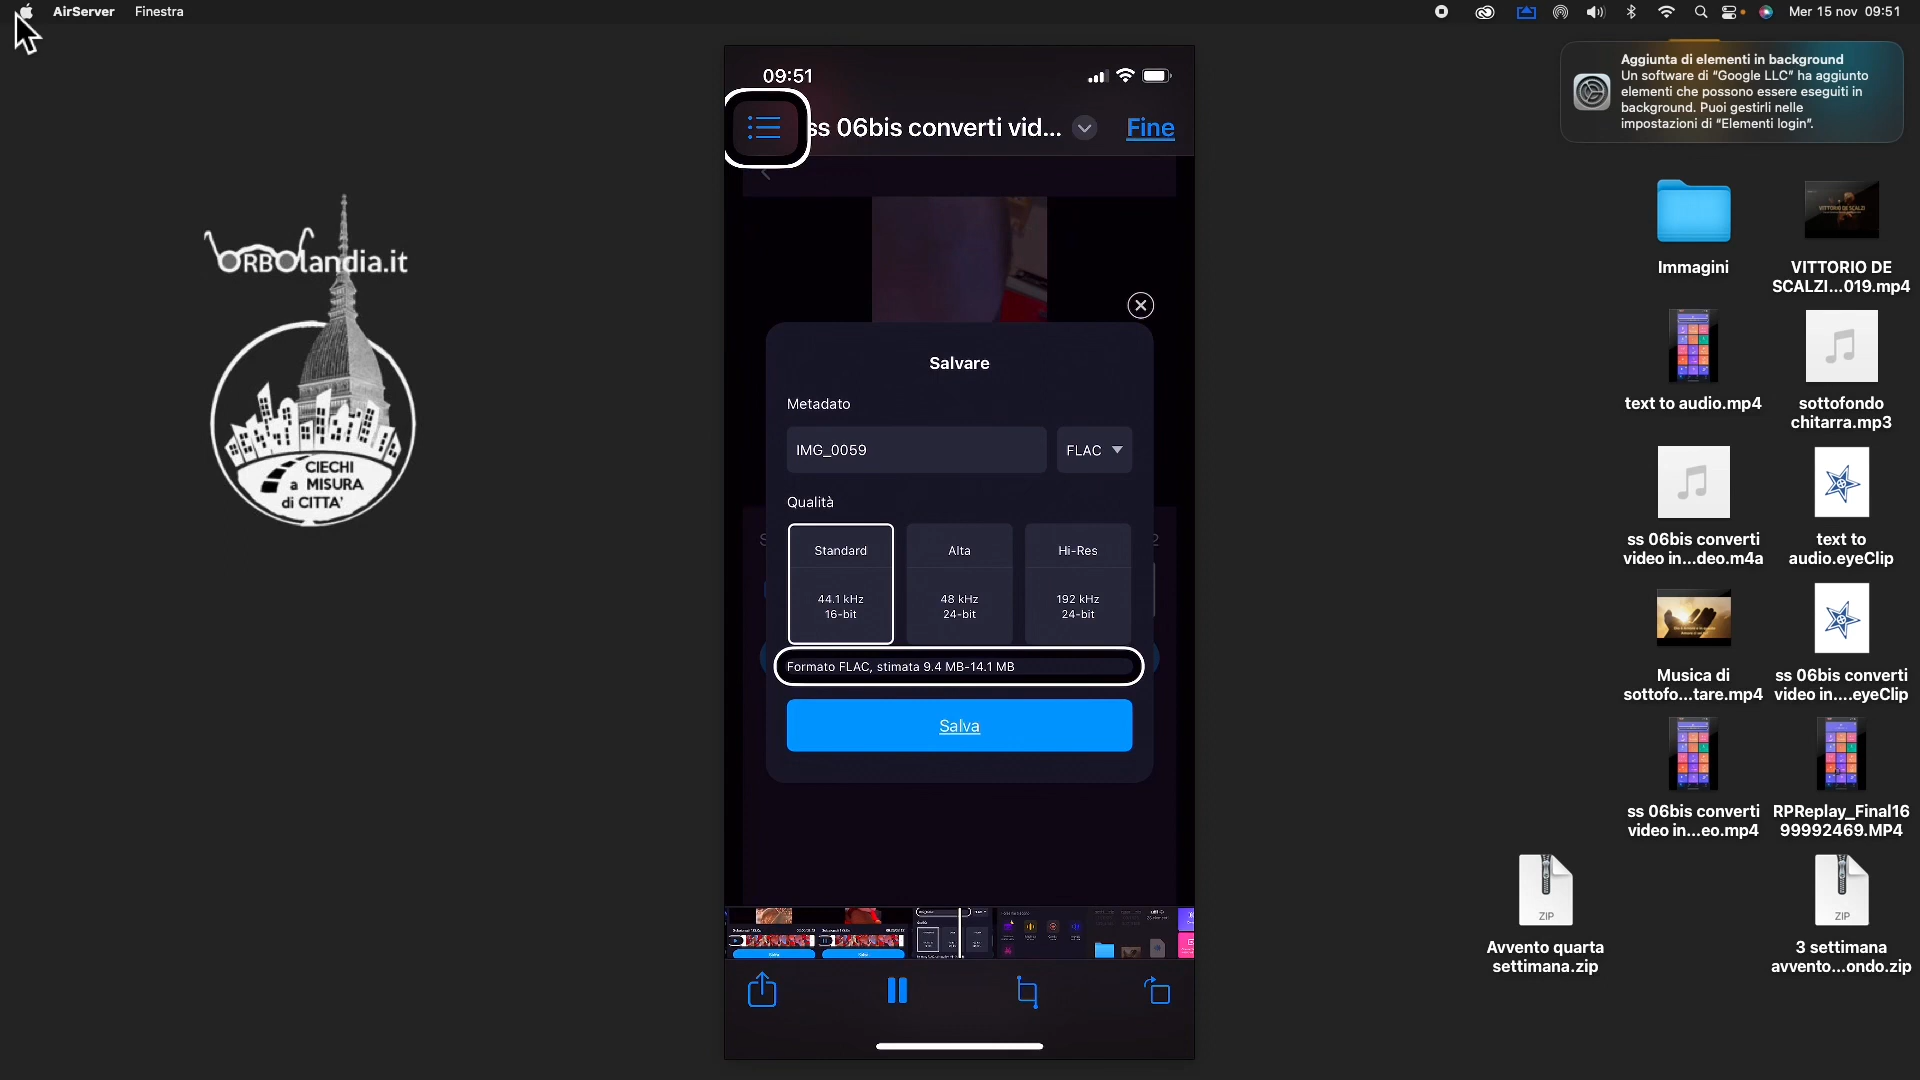 AirServer Finestra
Mer 15 nov 09:51
Aggiunta di elementi in background
Un software di “Google LLC” ha aggiunto
elementi che possono essere eseguiti in
background. Puoi gestirli nelle
impostazioni di “Elementi login”.
ORBOlandia.it
CIECHI
a MISURA
di CITTA'
09:51
ss 06bis converti vid... Fine
Salvare
Metadato
IMG_0059 FLAC
Qualità
Standard Alta Hi-Res
44.1 kHz 48 kHz 192 kHz
16-bit 24-bit 24-bit
Formato FLAC, stimata 9.4 MB-14.1 MB
Salva
Immagini
VITTORIO DE
SCALZI...019.mp4
text to audio.mp4
sottofondo
chitarra.mp3
ss 06bis converti
video in...deo.m4a
text to
audio.eyeClip
Musica di
sottofo...tare.mp4
ss 06bis converti
video in....eyeClip
ss 06bis converti
video in...eo.mp4
RPReplay_Final16
99992469.MP4
ZIP
Avvento quarta
settimana.zip
ZIP
3 settimana
avvento...ondo.zip